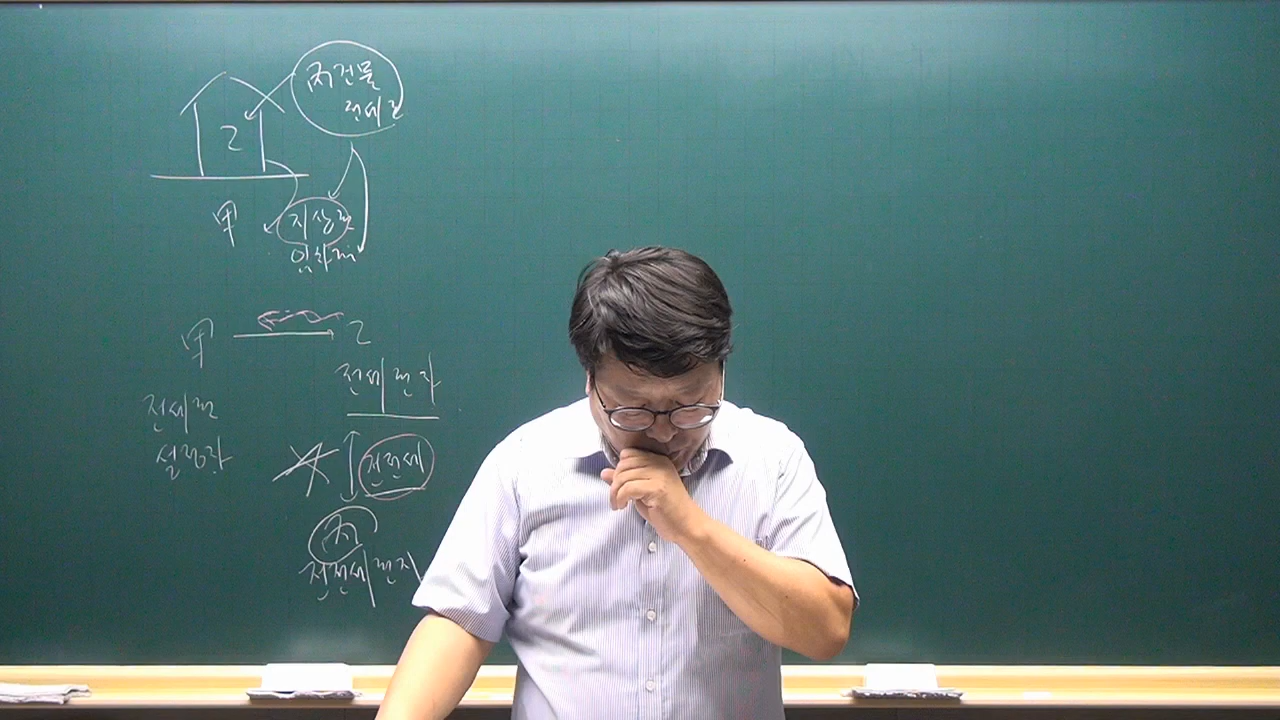 丙건물
전세권
乙
甲
지상권
임차권
甲 → 乙
전세권자
전세권
설정자
전전세
丙
전전세권자